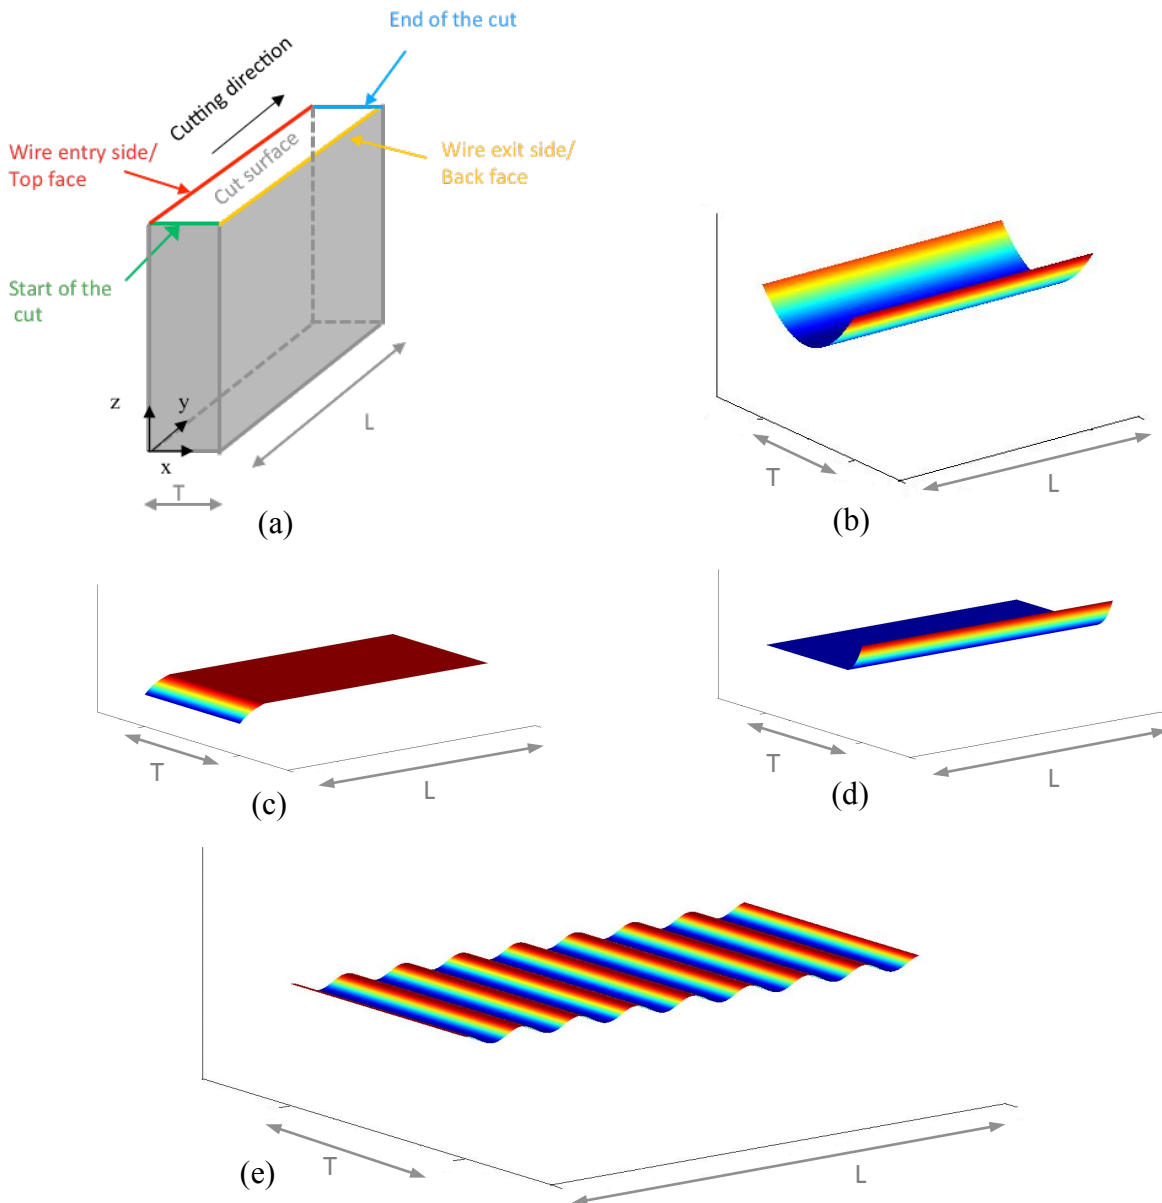 End of the cut
Cutting direction
Wire entry side/
Top face
Cut surface
Wire exit side/
Back face
Start of the
cut
z
y
x
L
T
(a)
T
L
(b)
T
L
(c)
T
L
(d)
T
L
(e)